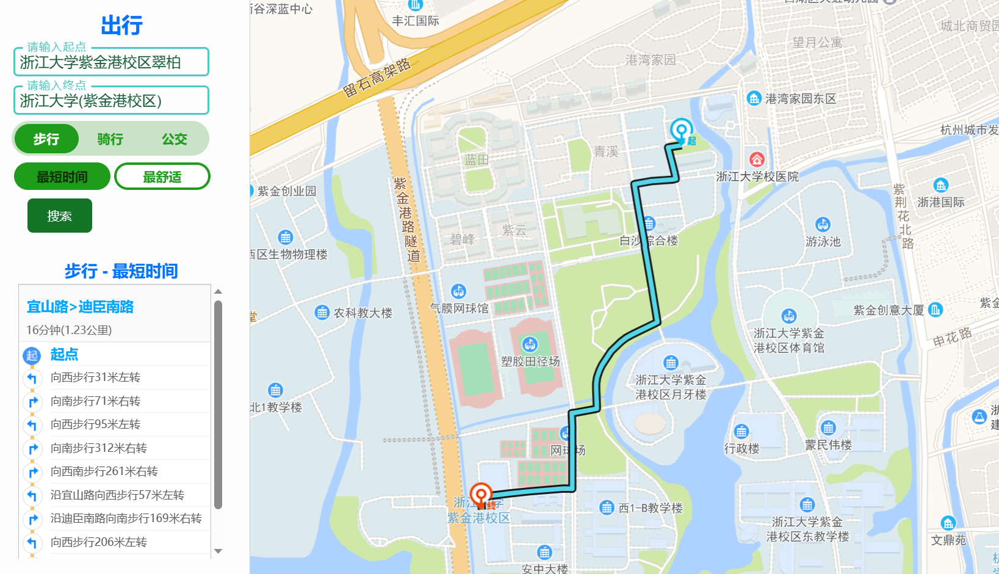 出行
请输入起点
浙江大学紫金港校区翠柏
请输入终点
浙江大学(紫金港校区)
步行
骑行
公交
最短时间
最舒适
搜索
步行 - 最短时间
宜山路>迪臣南路
16分钟(1.23公里)
起
起点
向西步行31米左转
向南步行71米右转
向西步行95米左转
向南步行312米右转
向西南步行261米右转
沿宜山路向西步行57米左转
沿迪臣南路向南步行169米右转
向西步行206米左转
谷深蓝中心
丰汇国际
城北商贸园
望月公寓
港湾家园
留石高架路
港湾家园东区
杭州城市发
起
青溪
蓝田
浙江大学校医院
紫金港路隧道
紫金创业园
紫荆花北路
浙港国际
白沙综合楼
碧峰
紫云
游泳池
西区生物物理楼
气膜网球馆
农科教大楼
堂
紫金创意大厦
紫金
浙江大学紫金
港校区体育馆
申花路
塑胶田径场
浙江大学紫金
港校区月牙楼
北1教学楼
浙
建
行政楼
蒙民伟楼
网球场
终
浙江大学
紫金港校区
西1-B教学楼
浙江大学紫金
港校区东教学楼
文鼎苑
安中大楼